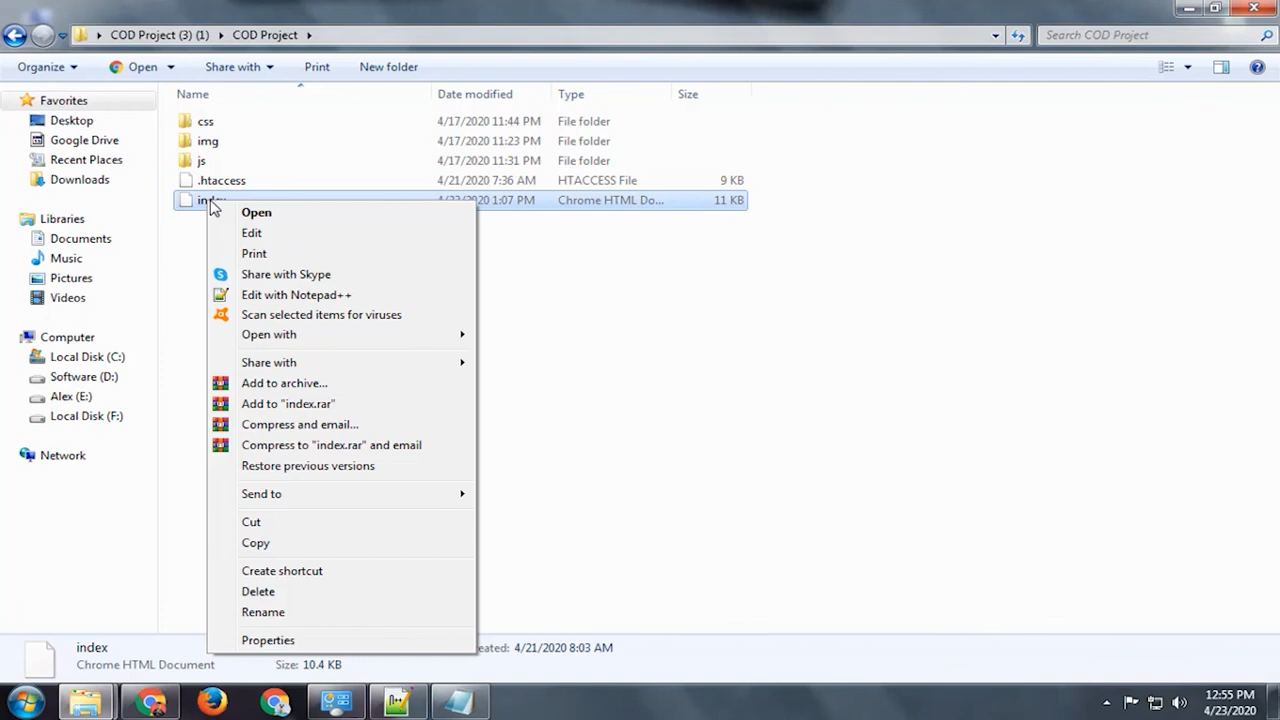 COD Project (3) (1) COD Project Search COD Project
Organize Open Share with Print New folder
Name Date modified Type Size
Favorites
Desktop
Google Drive
Recent Places
Downloads
Libraries
Documents
Music
Pictures
Videos
Computer
Local Disk (C:)
Software (D:)
Alex (E:)
Local Disk (F:)
Network
css 4/17/2020 11:44 PM File folder
img 4/17/2020 11:23 PM File folder
js 4/17/2020 11:31 PM File folder
.htaccess 4/21/2020 7:36 AM HTACCESS File 9 KB
1:07 PM Chrome HTML Do... 11 KB
Open
Edit
Print
Share with Skype
Edit with Notepad++
Scan selected items for viruses
Open with
Share with
Add to archive...
Add to "index.rar"
Compress and email...
Compress to "index.rar" and email
Restore previous versions
Send to
Cut
Copy
Create shortcut
Delete
Rename
Properties
index 4/21/2020 8:03 AM
Chrome HTML Document Size: 10.4 KB
12:55 PM
4/23/2020